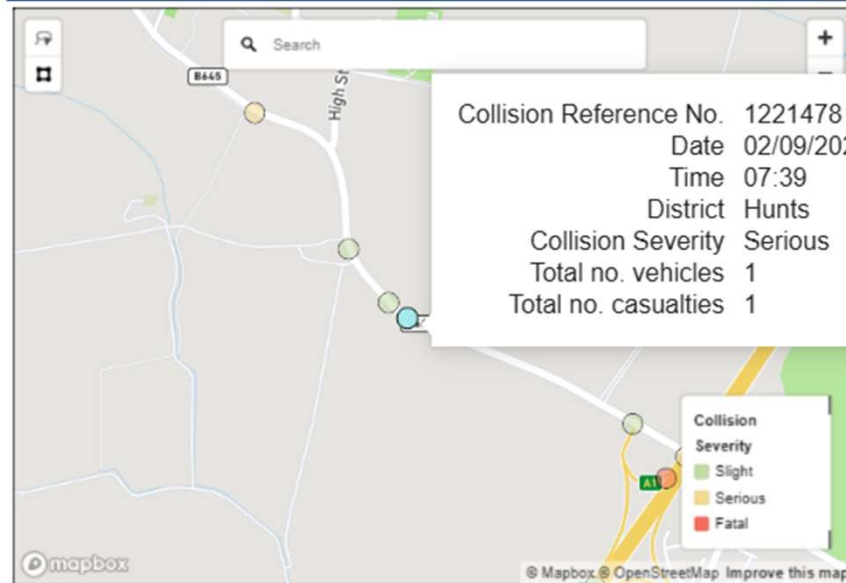 Search
+
B645
High St
Collision Reference No. 1221478
Date 02/09/202
Time 07:39
District Hunts
Collision Severity Serious
Total no. vehicles 1
Total no. casualties 1
Collision
Severity
Slight
Serious
Fatal
A1
mapbox
© Mapbox © OpenStreetMap Improve this map